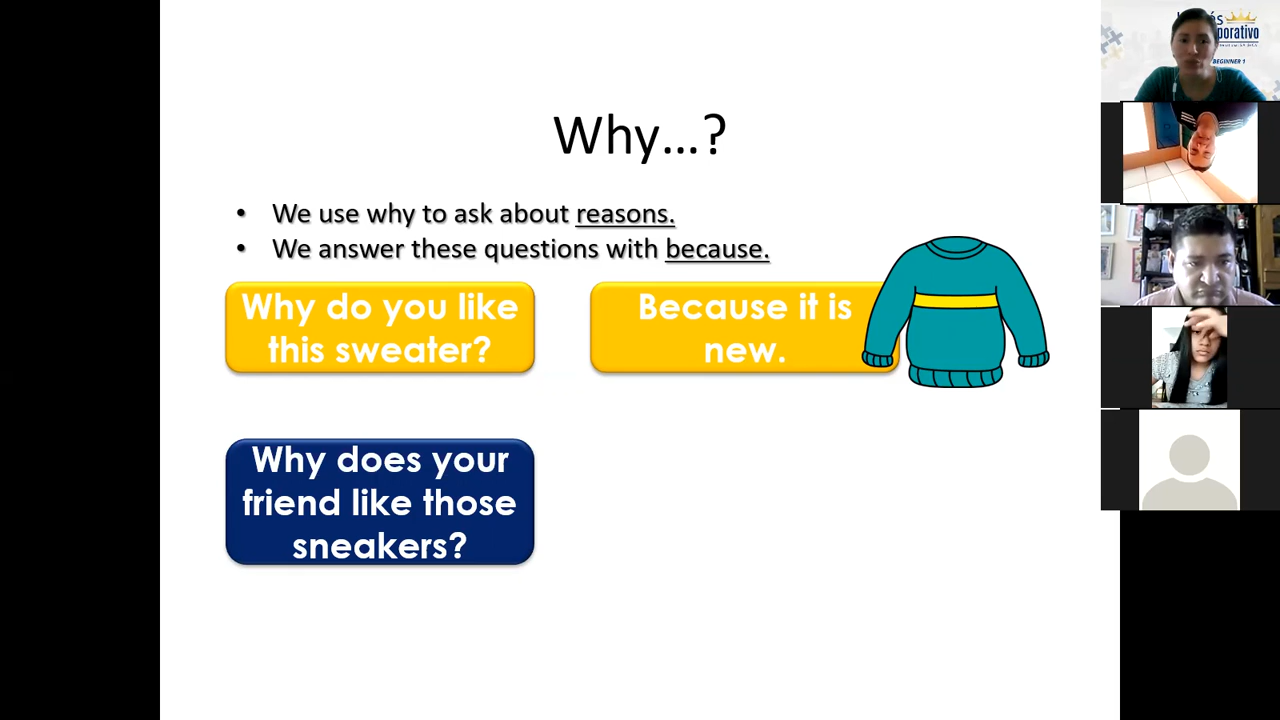 Why...?
• We use why to ask about reasons.
• We answer these questions with because.
Why do you like
this sweater?
Because it is
new.
Why does your
friend like those
sneakers?
porativo
BEGINNER 1